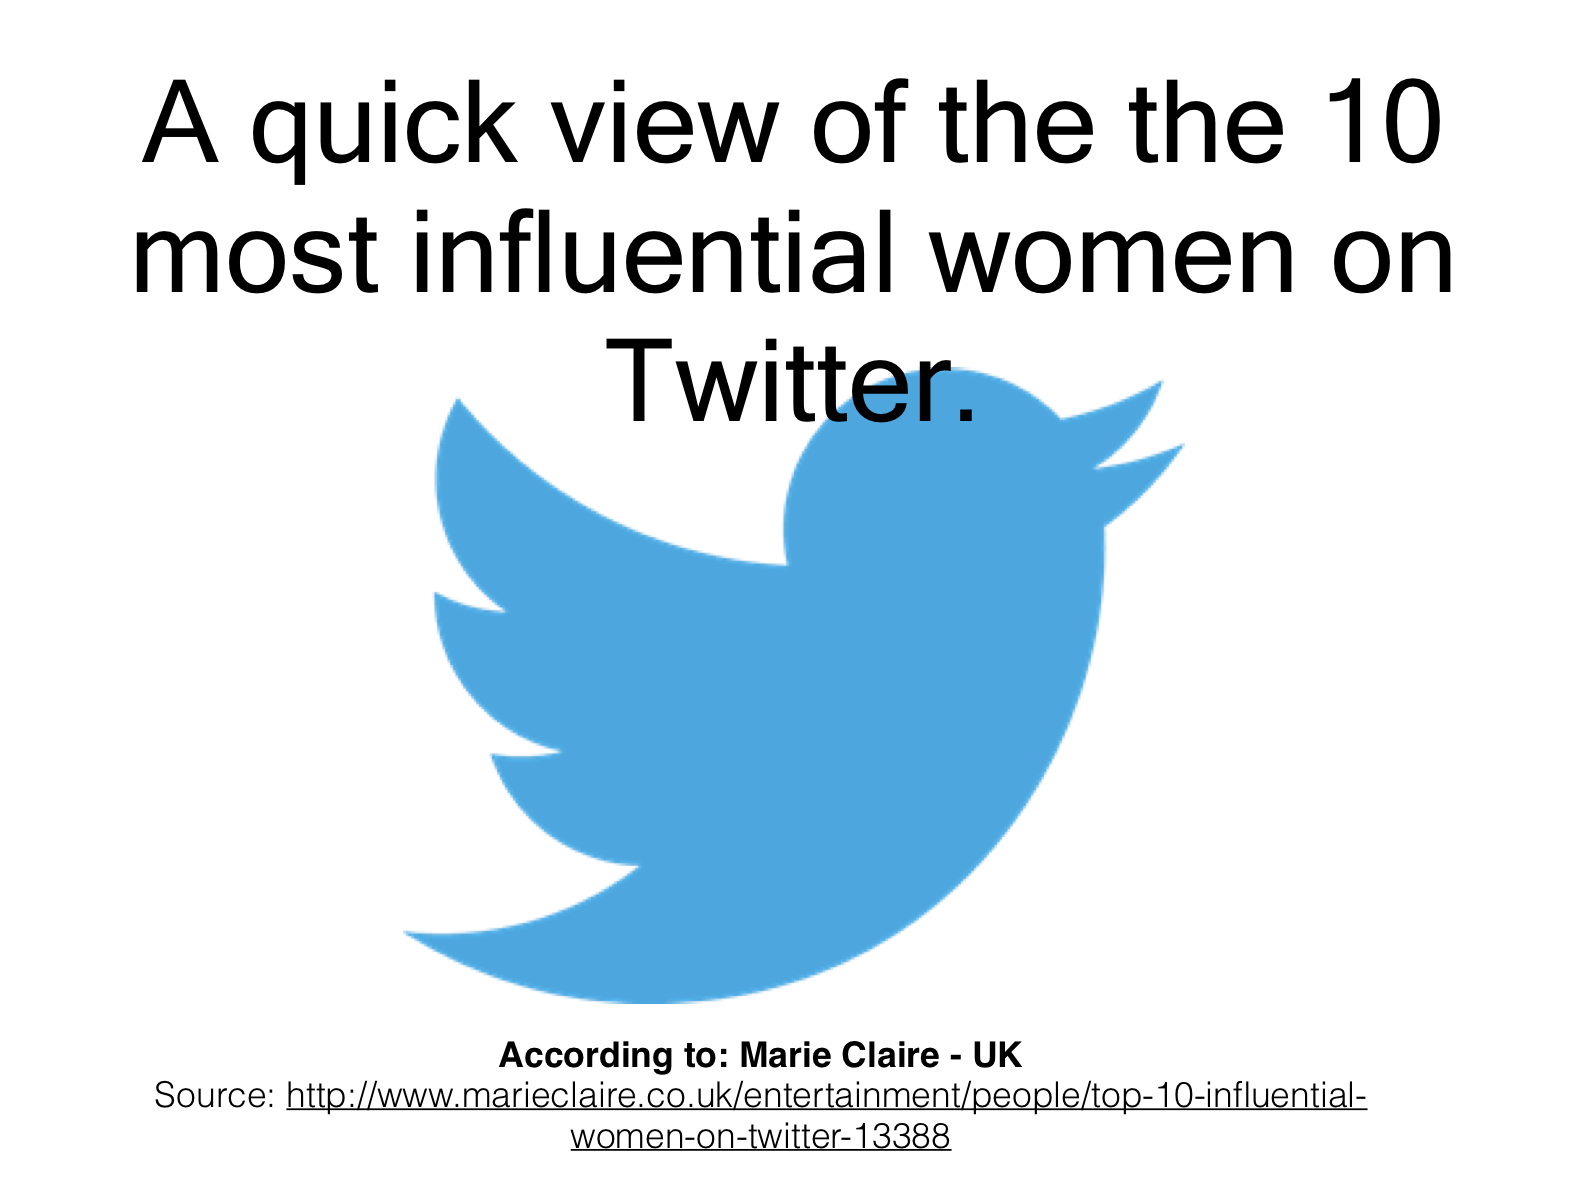 A quick view of the the 10
most influential women on
Twitter.
According to: Marie Claire - UK
Source: http://www.marieclaire.co.uk/entertainment/people/top-10-influential-
women-on-twitter-13388